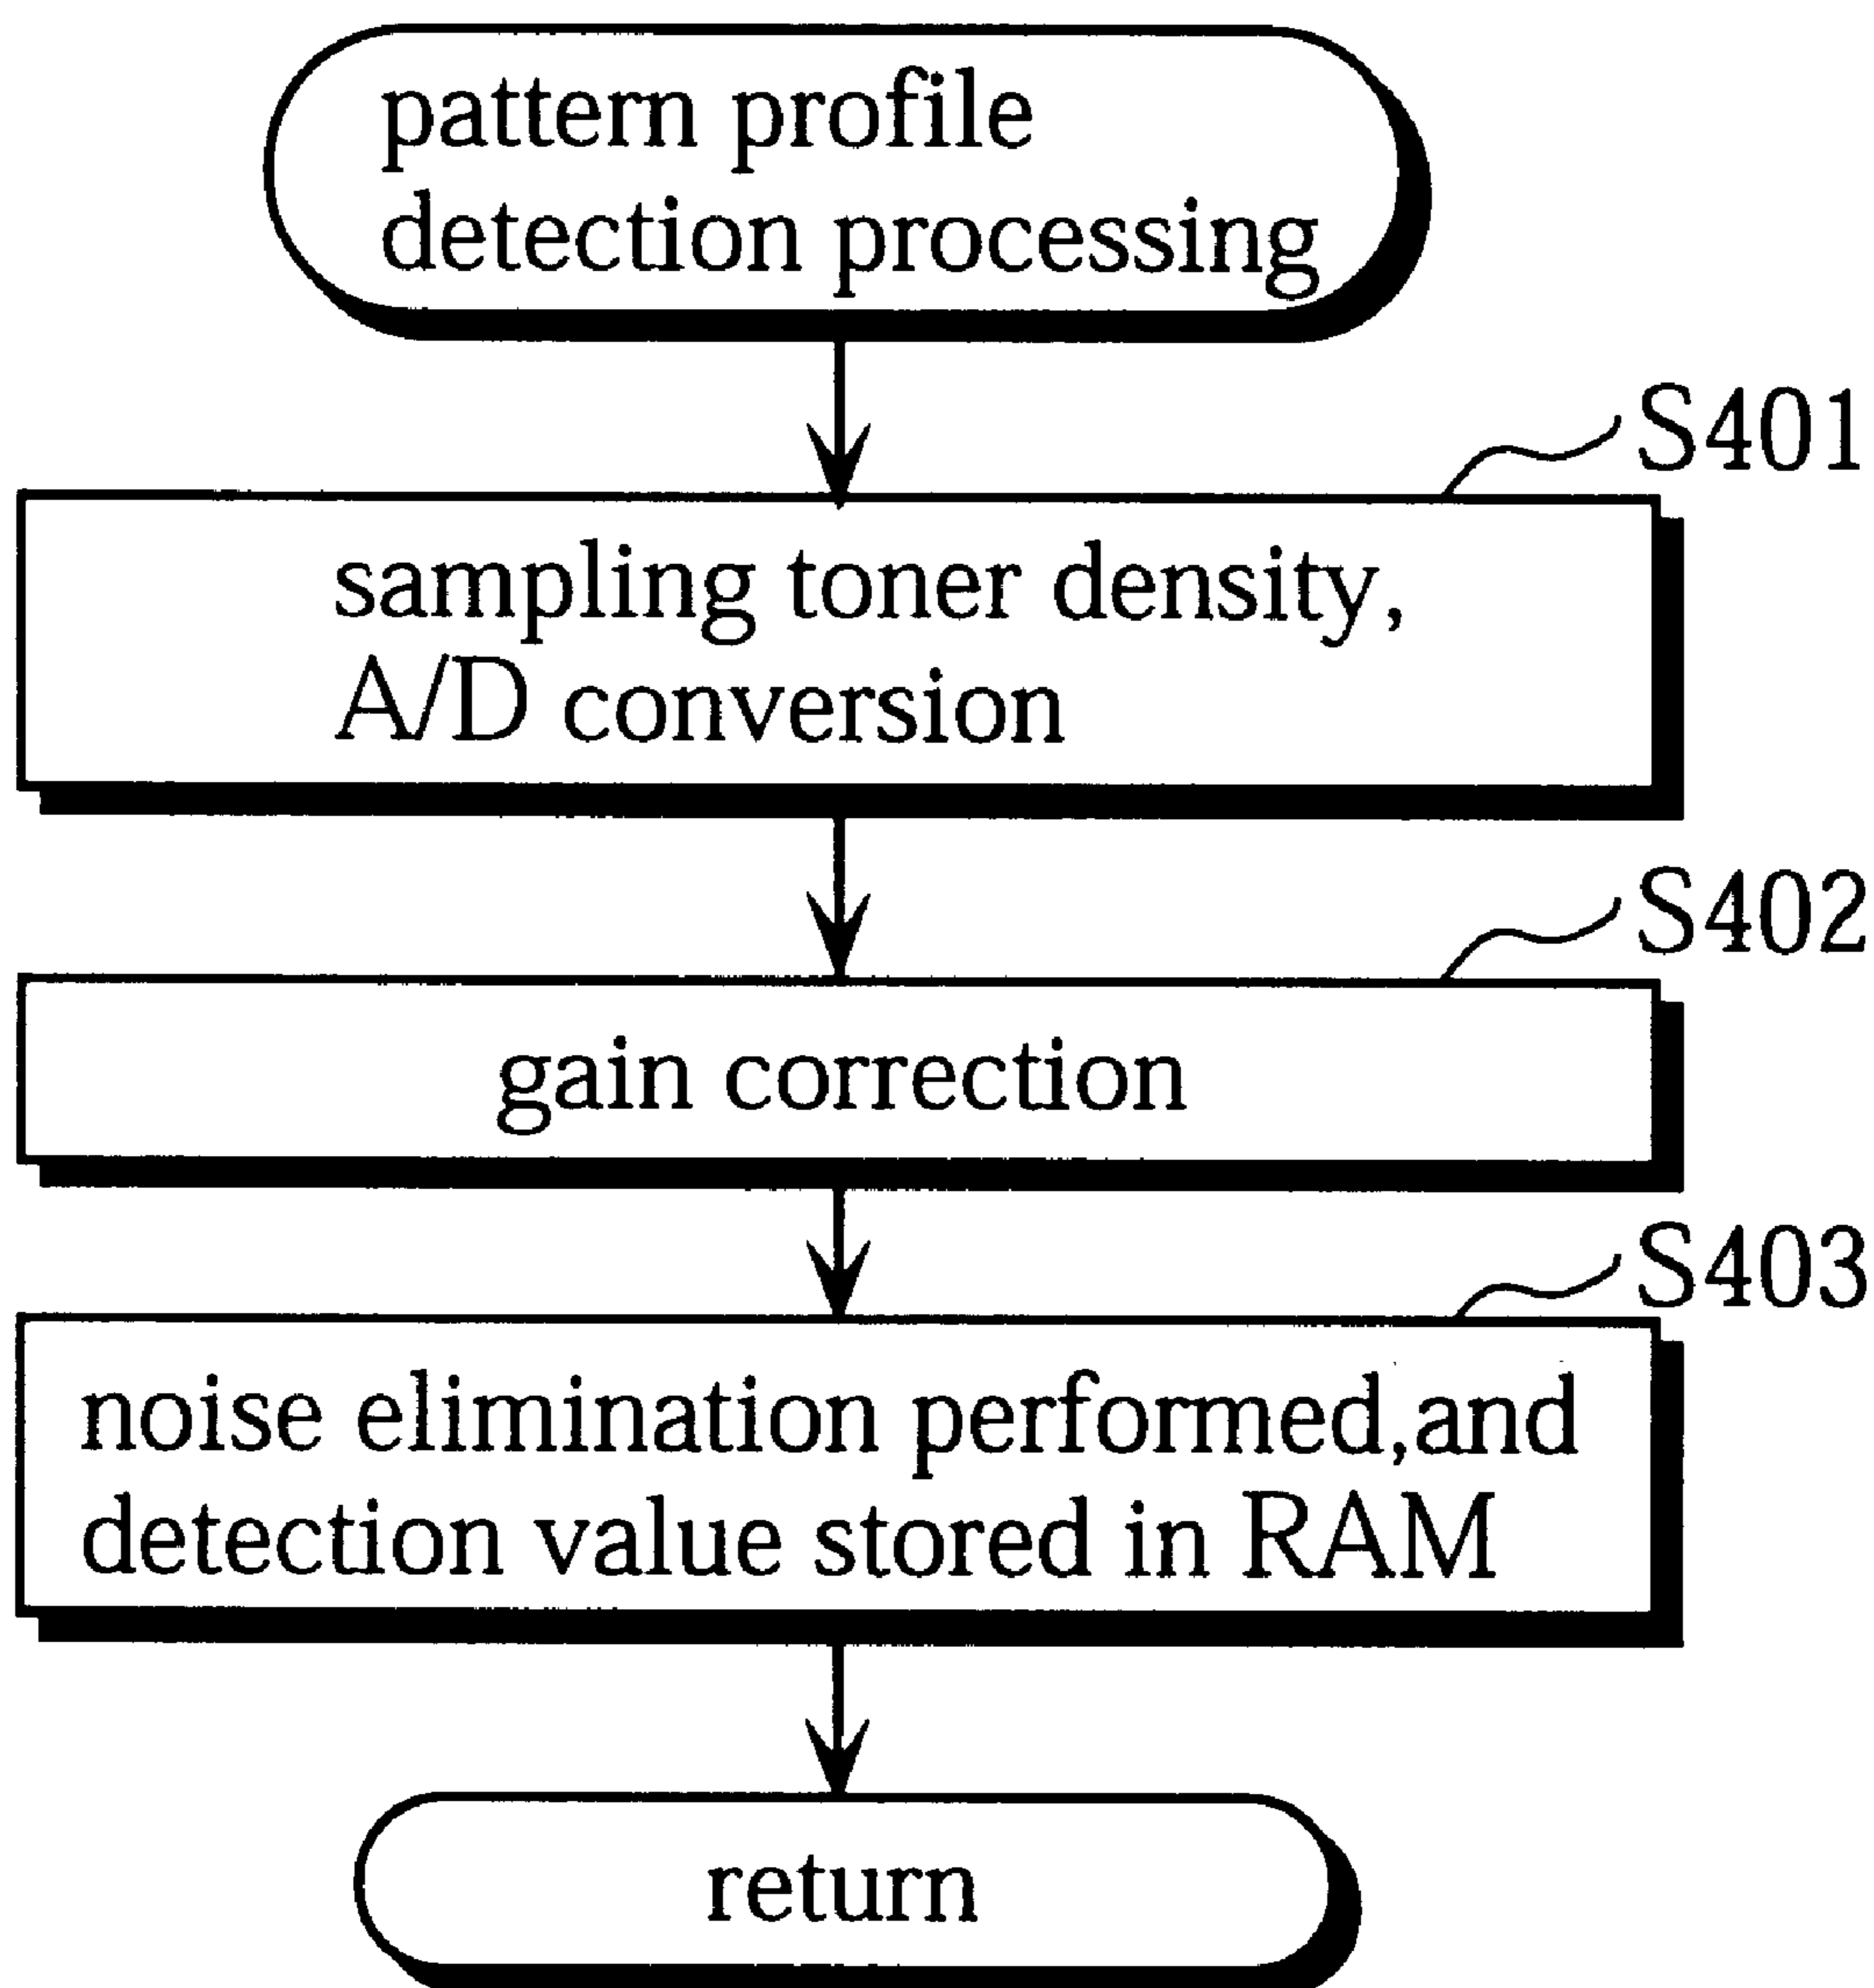 pattern profile
detection processing
S401
sampling toner density,
A/D conversion
S402
gain correction
S403
noise elimination performed,and
detection value stored in RAM
return